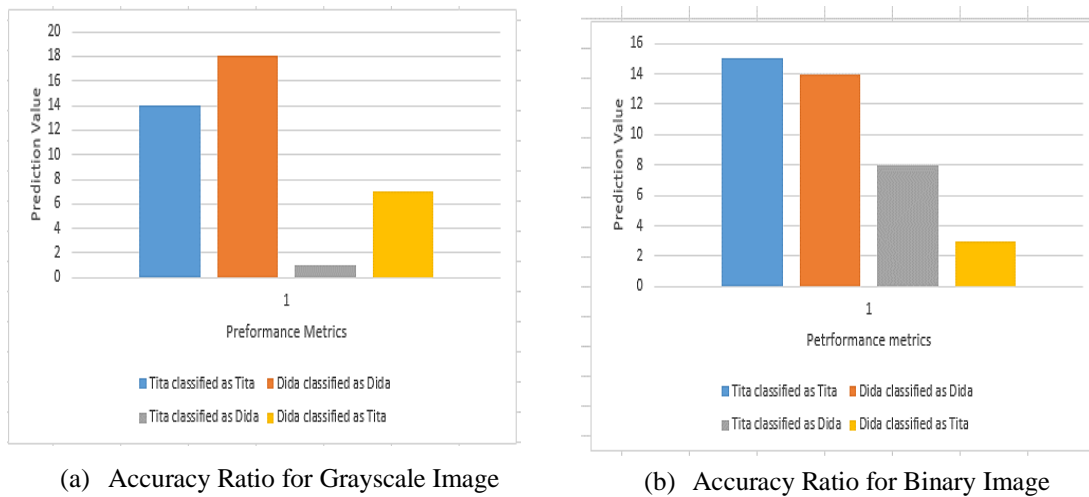 20
18
16
14
12
10
8
6
4
2
0
Prediction Value
1
Preformance Metrics
Tita classified as Tita Dida classified as Dida
Tita classified as Dida Dida classified as Tita
(a) Accuracy Ratio for Grayscale Image
16
14
12
10
8
6
4
2
0
Prediction Value
1
Petrformance metrics
Tita classified as Tita Dida classified as Dida
Tita classified as Dida Dida classified as Tita
(b) Accuracy Ratio for Binary Image